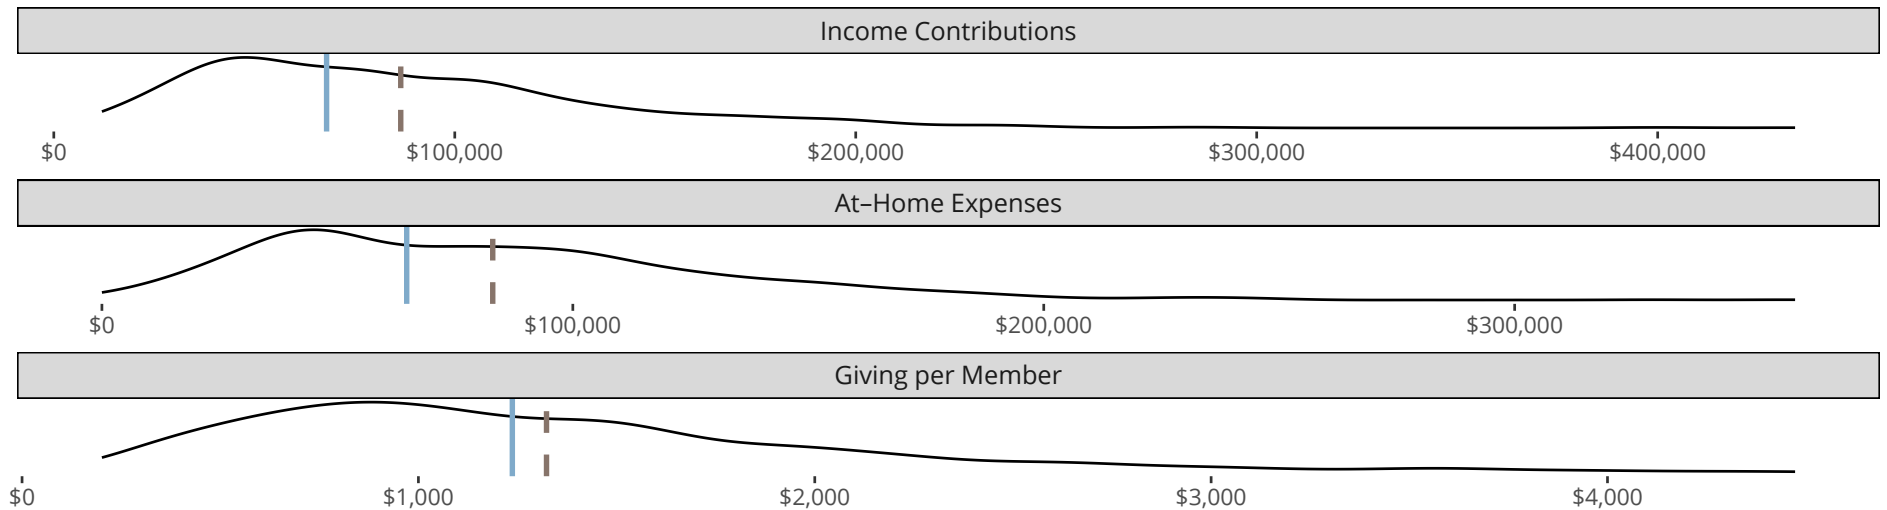 Income Contributions
$0 $100,000 $200,000 $300,000 $400,000
At–Home Expenses
$0 $100,000 $200,000 $300,000
Giving per Member
$0 $1,000 $2,000 $3,000 $4,000